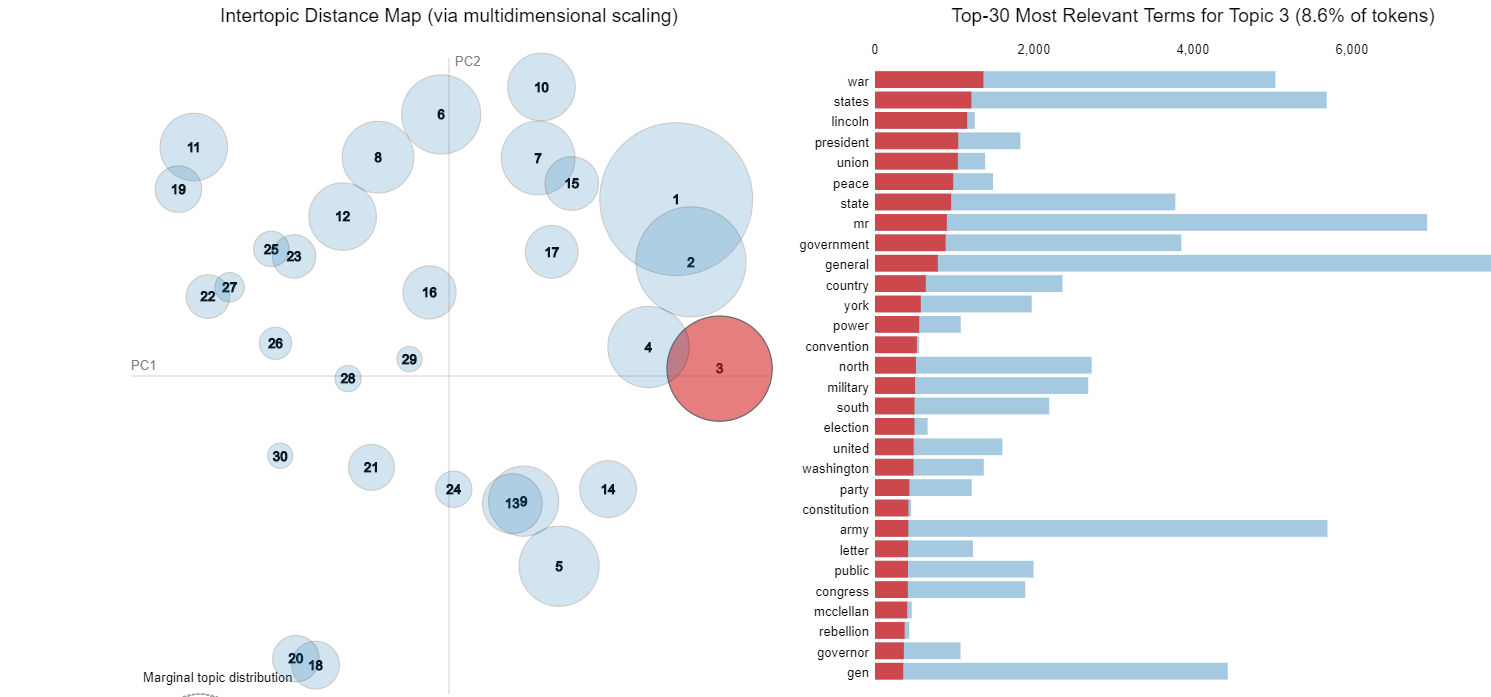 Intertopic Distance Map (via multidimensional scaling)
PC2
PC1
10
6
7
8
11
15
19
1
12
17
25
23
2
27
22
16
26
4
29
3
28
30
21
24
14
13
9
5
20
18
Marginal topic distribution
Top-30 Most Relevant Terms for Topic 3 (8.6% of tokens)
0 2,000 4,000 6,000
war
states
lincoln
president
union
peace
state
mr
government
general
country
york
power
convention
north
military
south
election
united
washington
party
constitution
army
letter
public
congress
mcclellan
rebellion
governor
gen